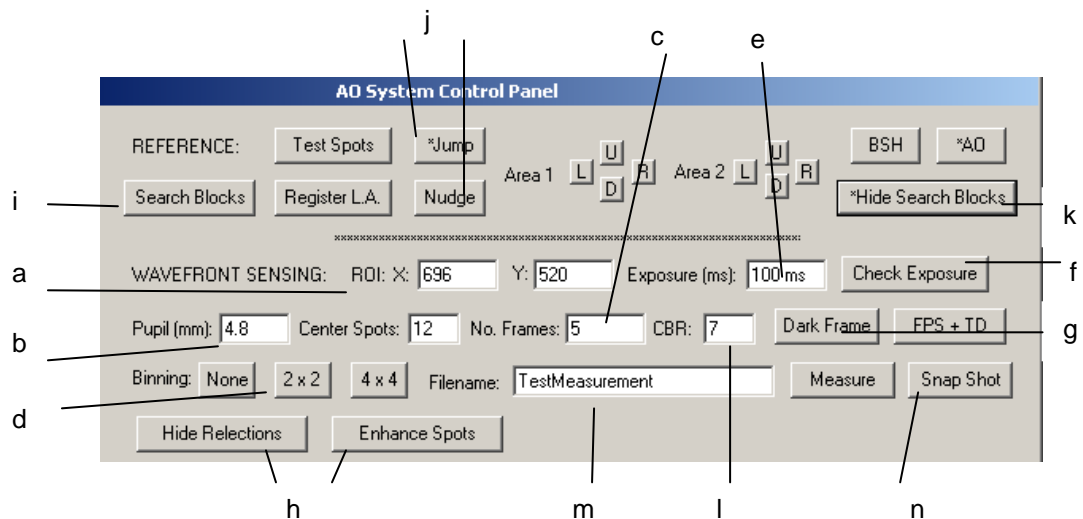 j c e
AO System Control Panel
REFERENCE: Test Spots *Jump U U BSH *AO
Area 1 L R Area 2 L R
i Search Blocks Register L.A. Nudge D D *Hide Search Blocks k
xxxxxxxxxxxxxxxxxxxxxxxxxxxxxxxxxxxxxxxxxxxxxxxxxxxxxxxxxxxxxxxxxxxxxxxxxxxxxxxxxxxxxxxxxxx
a WAVEFRONT SENSING: ROI: X: 696 Y: 520 Exposure (ms): 100 ms Check Exposure f
b Pupil (mm): 4.8 Center Spots: 12 No. Frames: 5 CBR: 7 Dark Frame FPS + TD g
d Binning: None 2 x 2 4 x 4 Filename: TestMeasurement Measure Snap Shot
Hide Relections Enhance Spots
h m l n